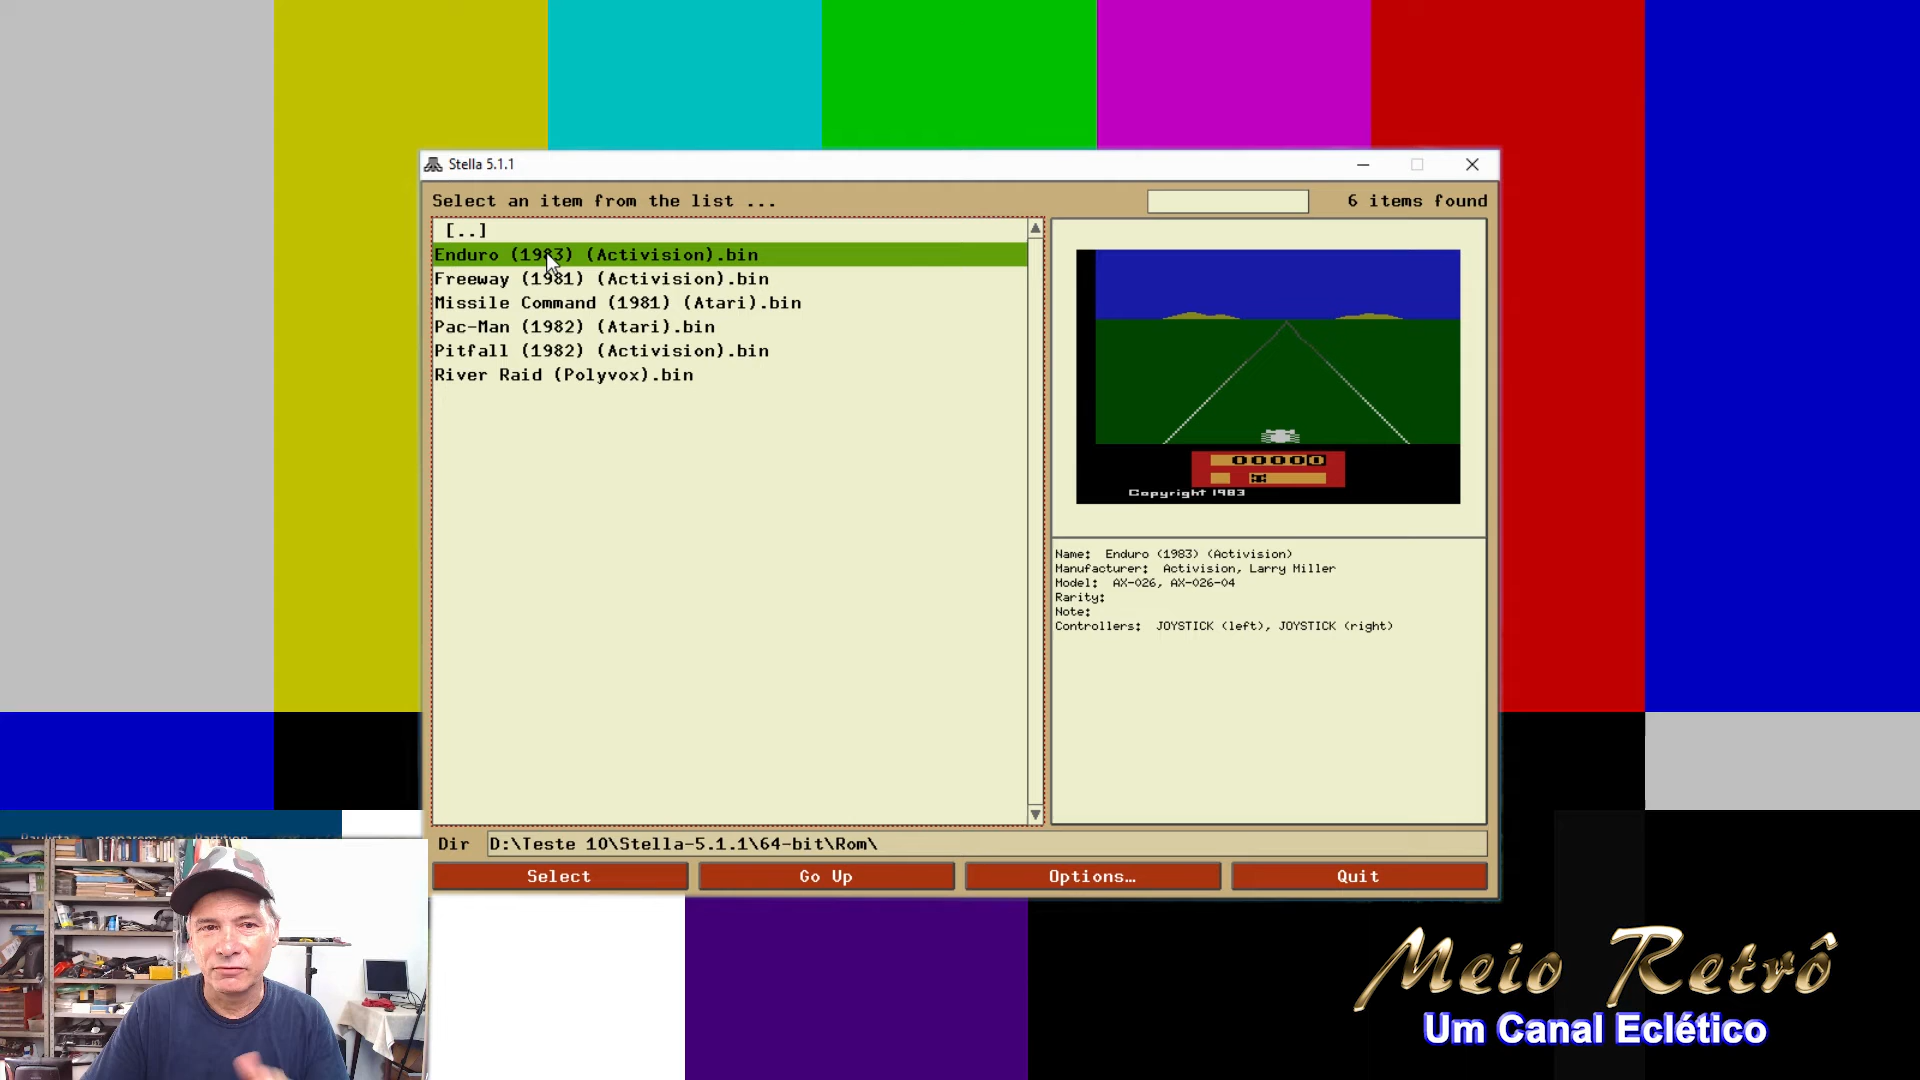 Stella 5.1.1
Select an item from the list ...
6 items found
[..]
Enduro (1983) (Activision).bin
Freeway (1981) (Activision).bin
Missile Command (1981) (Atari).bin
Pac-Man (1982) (Atari).bin
Pitfall (1982) (Activision).bin
River Raid (Polyvox).bin
00000
Copyright 1983
Name: Enduro (1983) (Activision)
Manufacturer: Activision, Larry Miller
Model: AX-026, AX-026-04
Rarity:
Note:
Controllers: JOYSTICK (left), JOYSTICK (right)
Dir D:\Teste 10\Stella-5.1.1\64-bit\Rom\
Select
Go Up
Options…
Quit
Meio Retrô
Um Canal Eclético